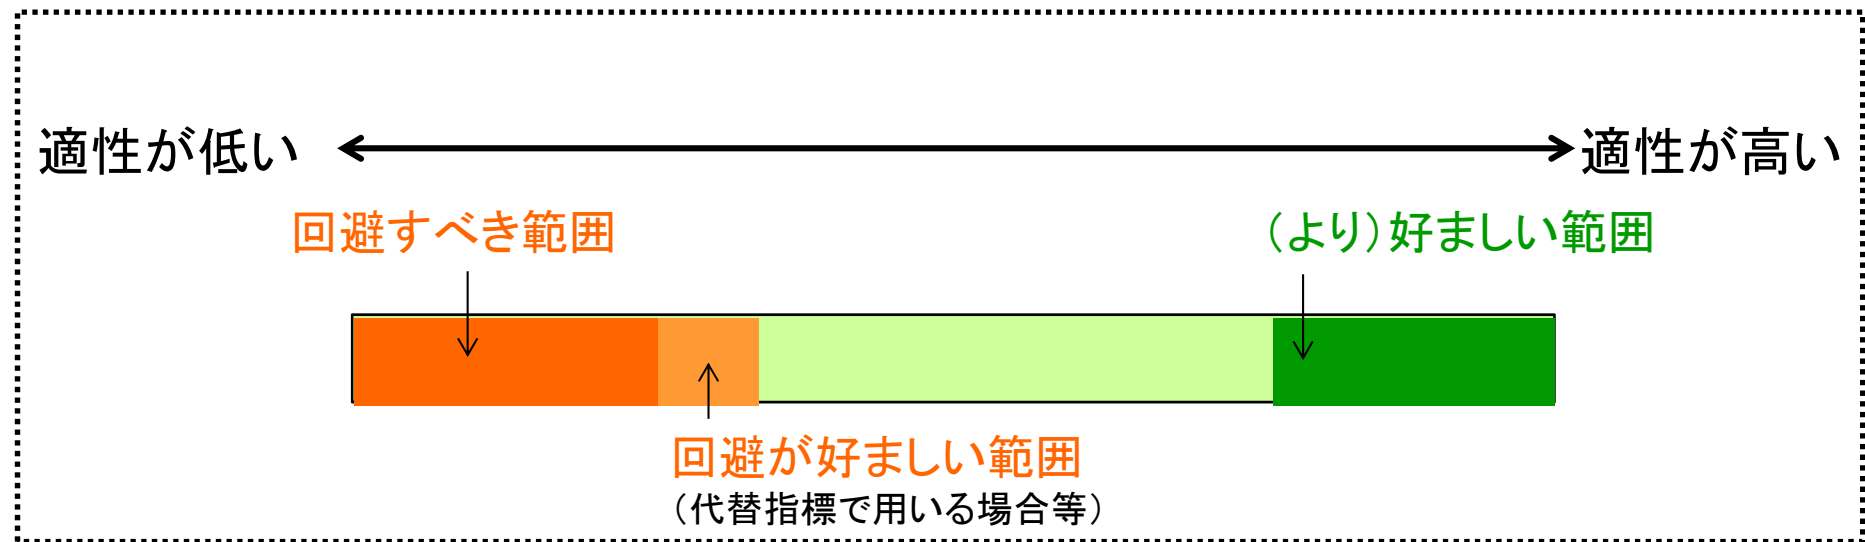 適性が低い
適性が高い
回避すべき範囲
（より）好ましい範囲
回避が好ましい範囲
（代替指標で用いる場合等）